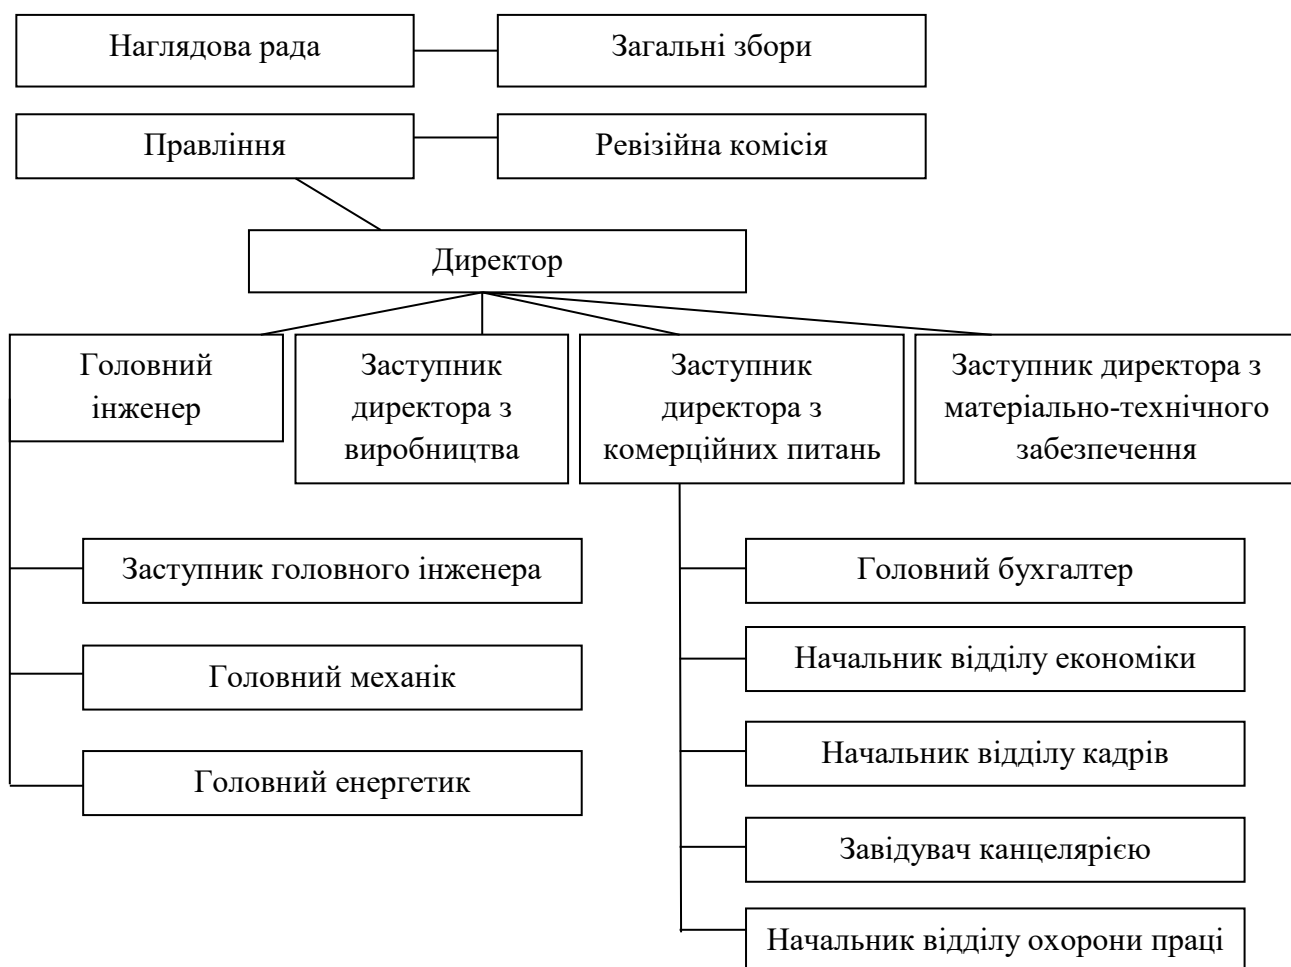 Наглядова рада
Загальні збори
Правління
Ревізійна комісія
Директор
Головний
інженер
Заступник
директора з
виробництва
Заступник
директора з
комерційних питань
Заступник директора з
матеріально-технічного
забезпечення
Заступник головного інженера
Головний механік
Головний енергетик
Головний бухгалтер
Начальник відділу економіки
Начальник відділу кадрів
Завідувач канцелярією
Начальник відділу охорони праці